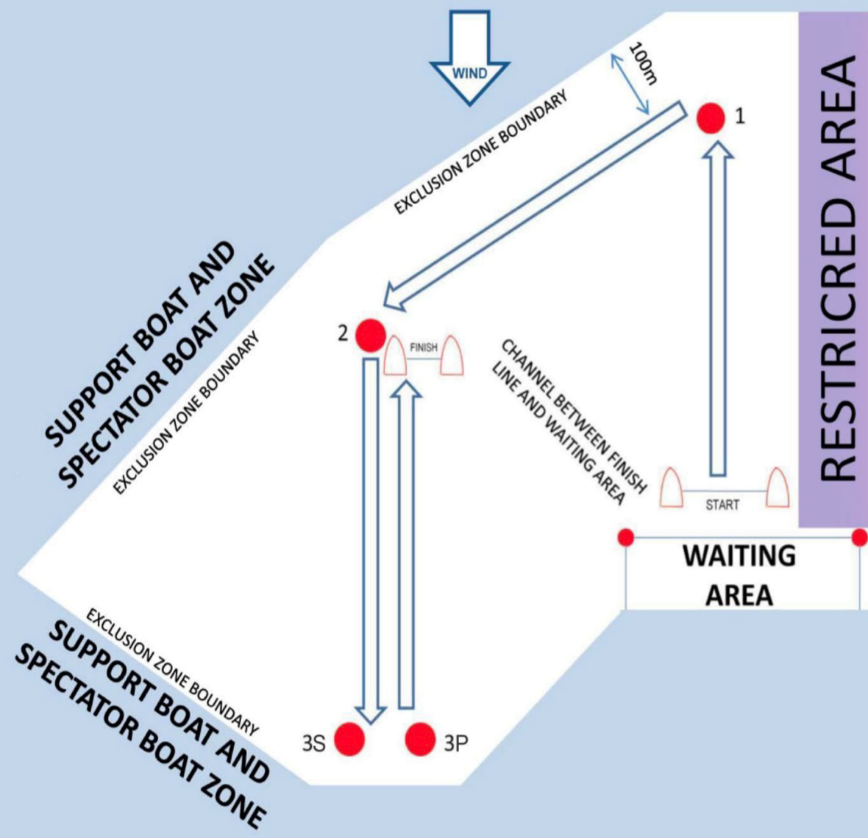 WIND
100m
1
EXCLUSION ZONE BOUNDARY
RESTRICRED AREA
SUPPORT BOAT AND
SPECTATOR BOAT ZONE
EXCLUSION ZONE BOUNDARY
2
FINISH
CHANNEL BETWEEN FINISH
LINE AND WAITING AREA
START
WAITING
AREA
EXCLUSION ZONE BOUNDARY
SUPPORT BOAT AND
SPECTATOR BOAT ZONE
3S
3P